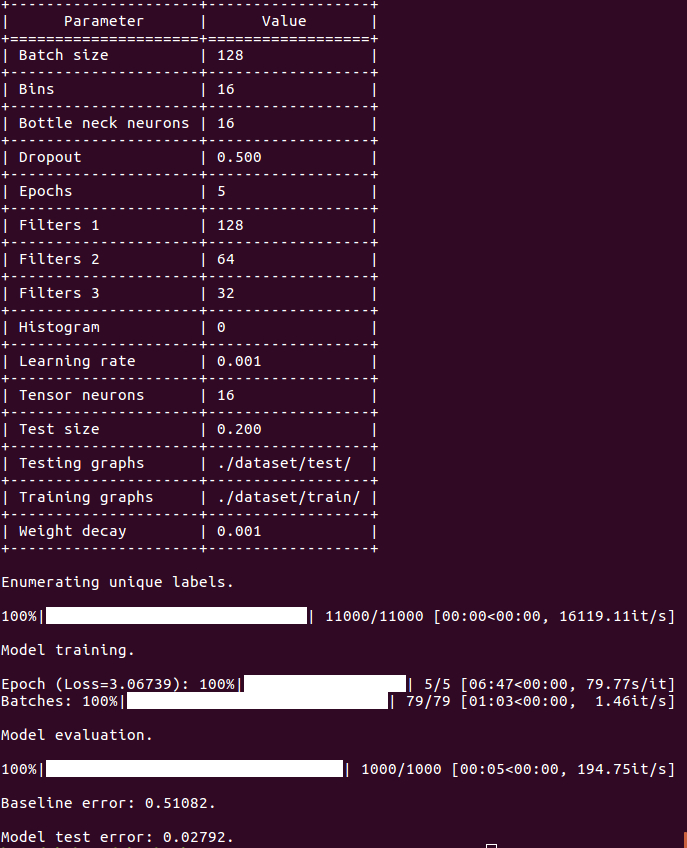 +----------------------+-------------------+
|       Parameter      |       Value       |
+======================+===================+
| Batch size           | 128               |
+----------------------+-------------------+
| Bins                 | 16                |
+----------------------+-------------------+
| Bottle neck neurons  | 16                |
+----------------------+-------------------+
| Dropout              | 0.500             |
+----------------------+-------------------+
| Epochs               | 5                 |
+----------------------+-------------------+
| Filters 1            | 128               |
+----------------------+-------------------+
| Filters 2            | 64                |
+----------------------+-------------------+
| Filters 3            | 32                |
+----------------------+-------------------+
| Histogram            | 0                 |
+----------------------+-------------------+
| Learning rate        | 0.001             |
+----------------------+-------------------+
| Tensor neurons       | 16                |
+----------------------+-------------------+
| Test size            | 0.200             |
+----------------------+-------------------+
| Testing graphs       | ./dataset/test/   |
+----------------------+-------------------+
| Training graphs      | ./dataset/train/  |
+----------------------+-------------------+
| Weight decay         | 0.001             |
+----------------------+-------------------+
Enumerating unique labels.
100%| | 11000/11000 [00:00<00:00, 16119.11it/s]
Model training.
Epoch (Loss=3.06739): 100%| | 5/5 [06:47<00:00, 79.77s/it]
Batches: 100%| | 79/79 [01:03<00:00,  1.46it/s]
Model evaluation.
100%| | 1000/1000 [00:05<00:00, 194.75it/s]
Baseline error: 0.51082.
Model test error: 0.02792.